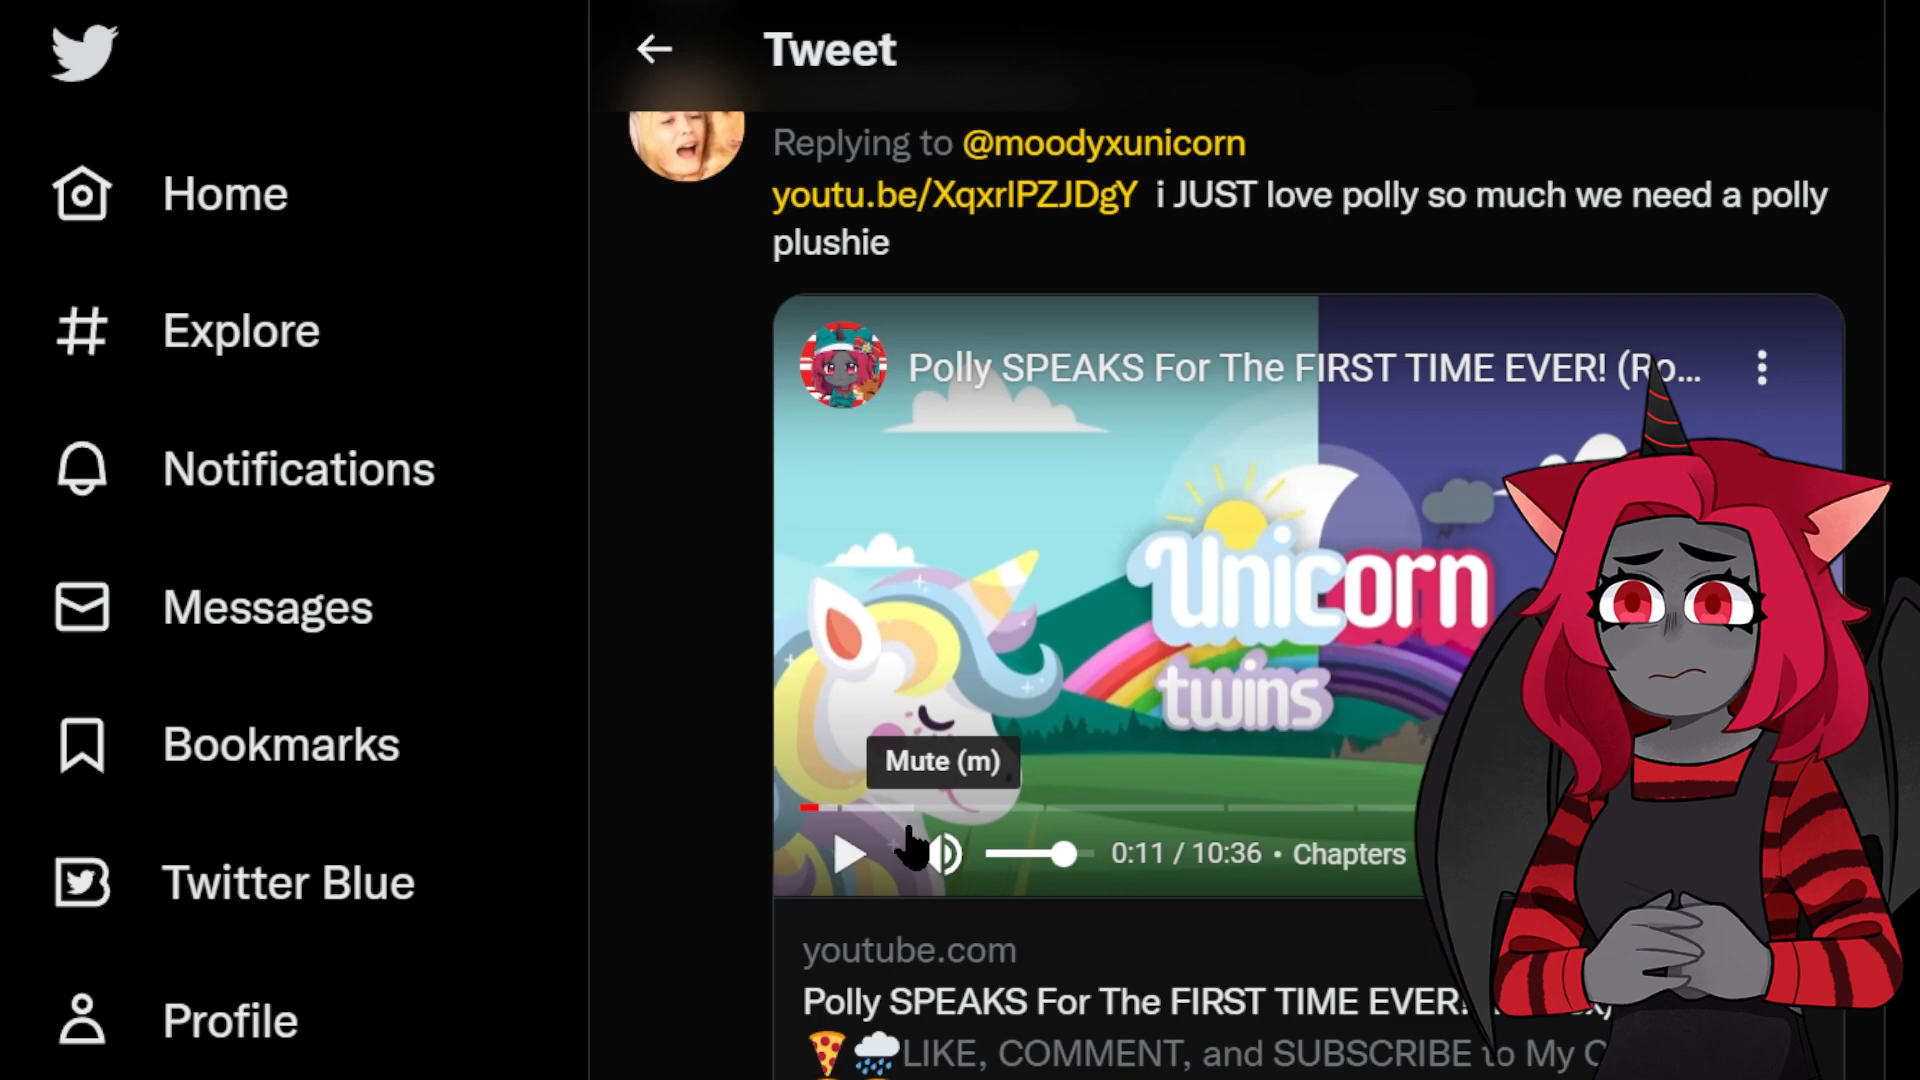 Tweet
Home
Explore
Notifications
Messages
Bookmarks
Twitter Blue
Profile
Replying to @moodyxunicorn
youtu.be/XqxrIPZJDgY i JUST love polly so much we need a polly
plushie
Polly SPEAKS For The FIRST TIME EVER! (Ro...
Unicorn
twins
Mute (m)
0:11 / 10:36 • Chapters
youtube.com
Polly SPEAKS For The FIRST TIME EVER!
🍕🌧️LIKE, COMMENT, and SUBSCRIBE to My